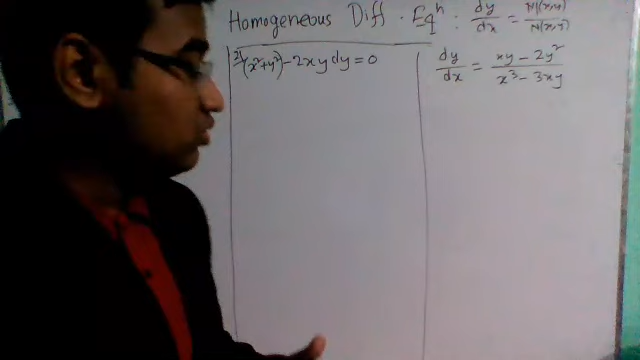 Homogeneous Diff. Eqⁿ : dy/dx = M(x,y)/N(x,y)
(x²+y²) - 2xy dy = 0
dy/dx = xy - 2y²/x³ - 3xy